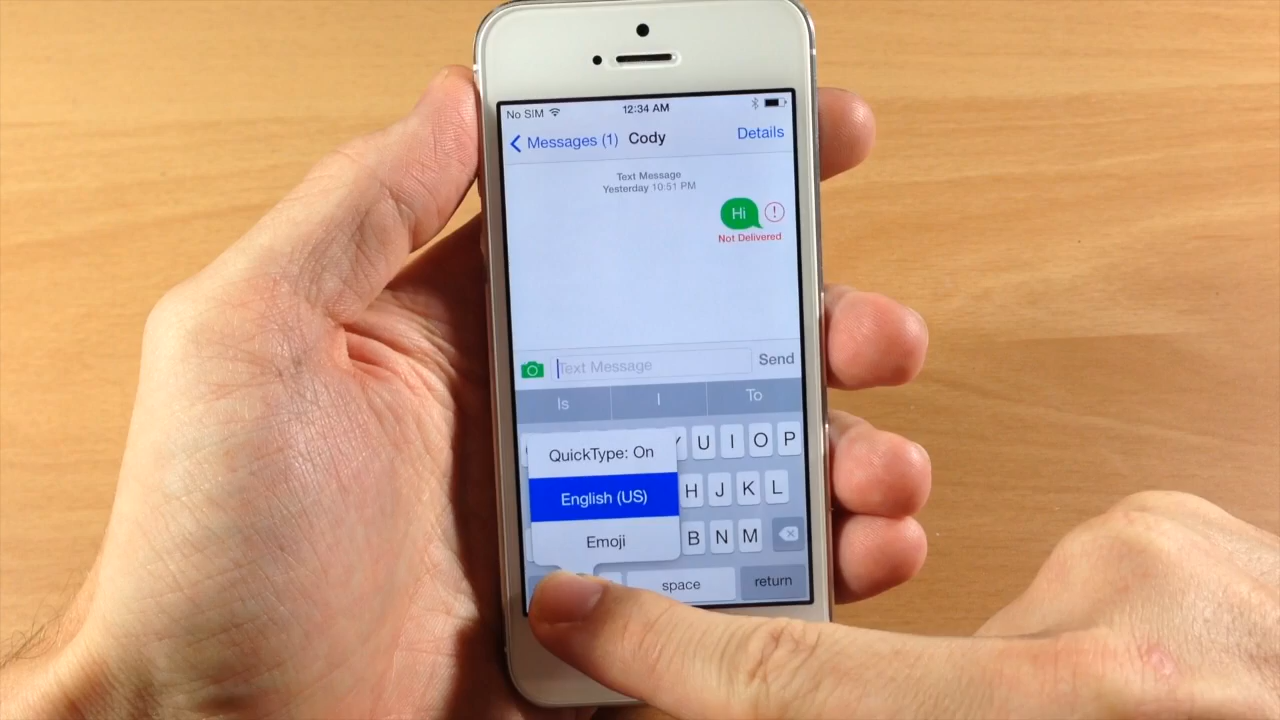 No SIM 12:34 AM
Messages (1) Cody Details
Text Message
Yesterday 10:51 PM
Hi !
Not Delivered
Text Message Send
Is I To
QuickType: On
Y U I O P
English (US)
H J K L
Emoji
B N M
space return